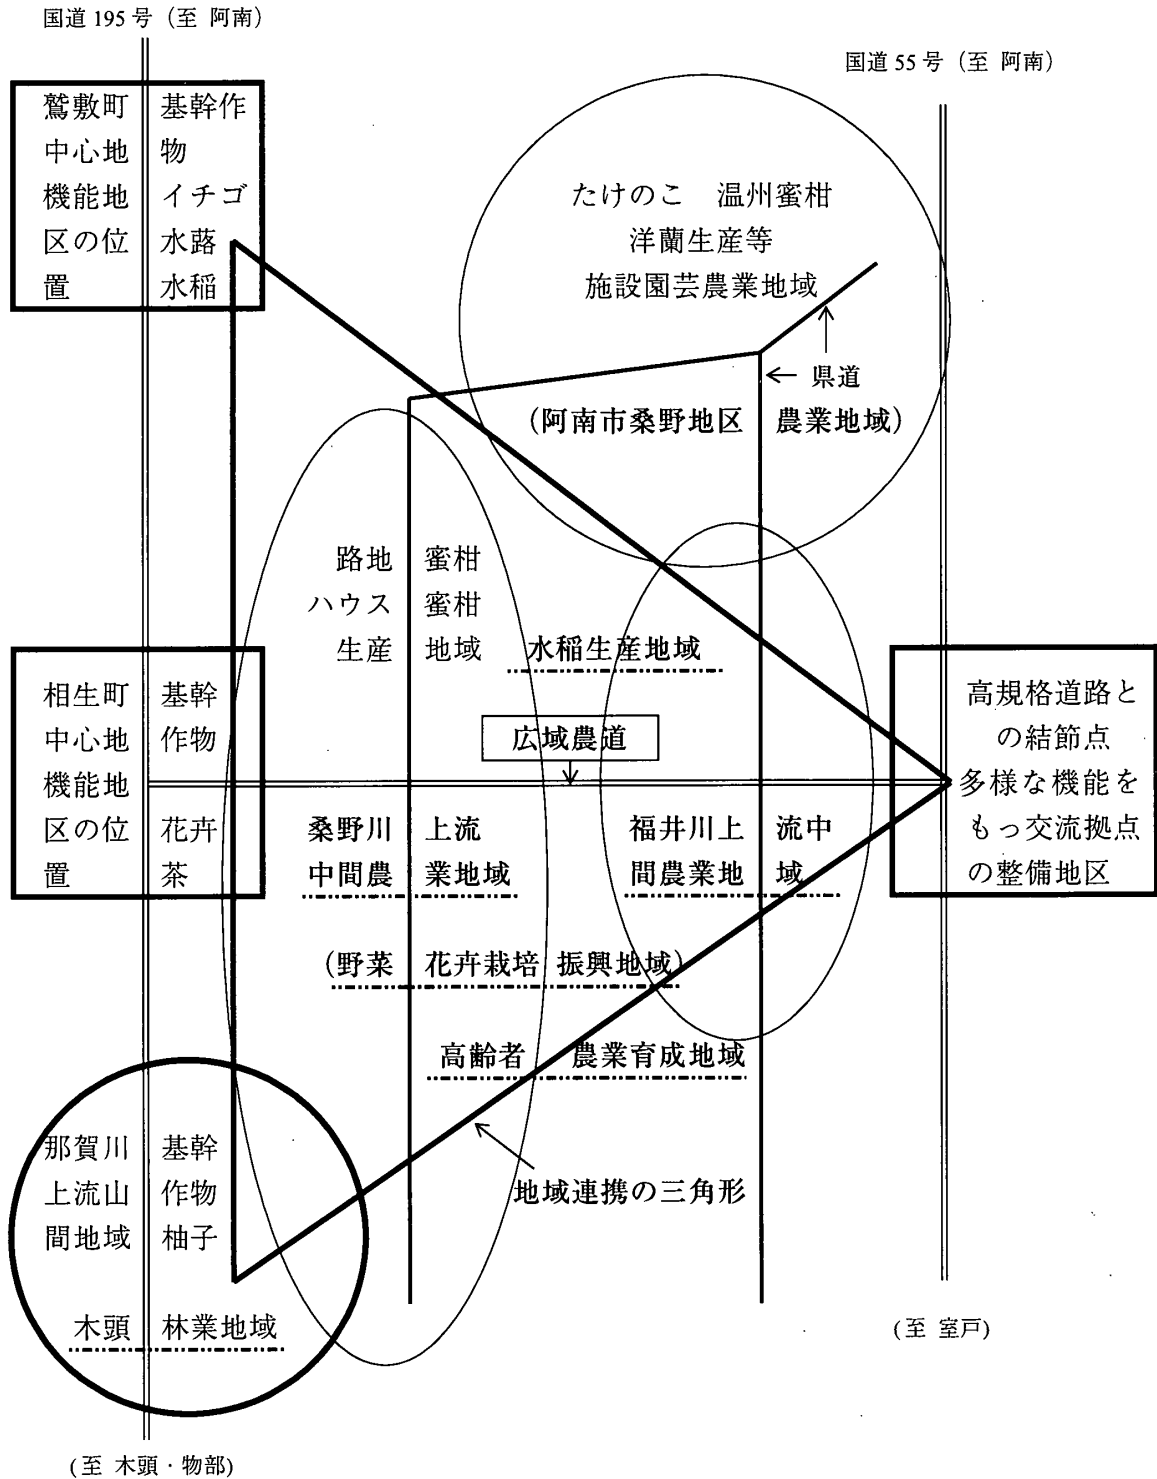 国道 195 号（至 阿南）
国道 55 号（至 阿南）
鷲敷町 基幹作
中心地 物
機能地 イチゴ
区の位 水蕗
置 水稲
たけのこ 温州蜜柑
洋蘭生産等
施設園芸農業地域
県道
（阿南市桑野地区 農業地域）
路地 蜜柑
ハウス 蜜柑
生産 地域
水稲生産地域
相生町 基幹
中心地 作物
機能地
区の位 花卉
置 茶
広域農道
高規格道路と
の結節点
多様な機能を
もっ交流拠点
の整備地区
桑野川 上流
中間農 業地域
福井川上 流中
間農業地 域
（野菜 花卉栽培 振興地域）
高齢者 農業育成地域
地域連携の三角形
那賀川 基幹
上流山 作物
間地域 柚子
木頭 林業地域
（至 室戸）
（至 木頭・物部）